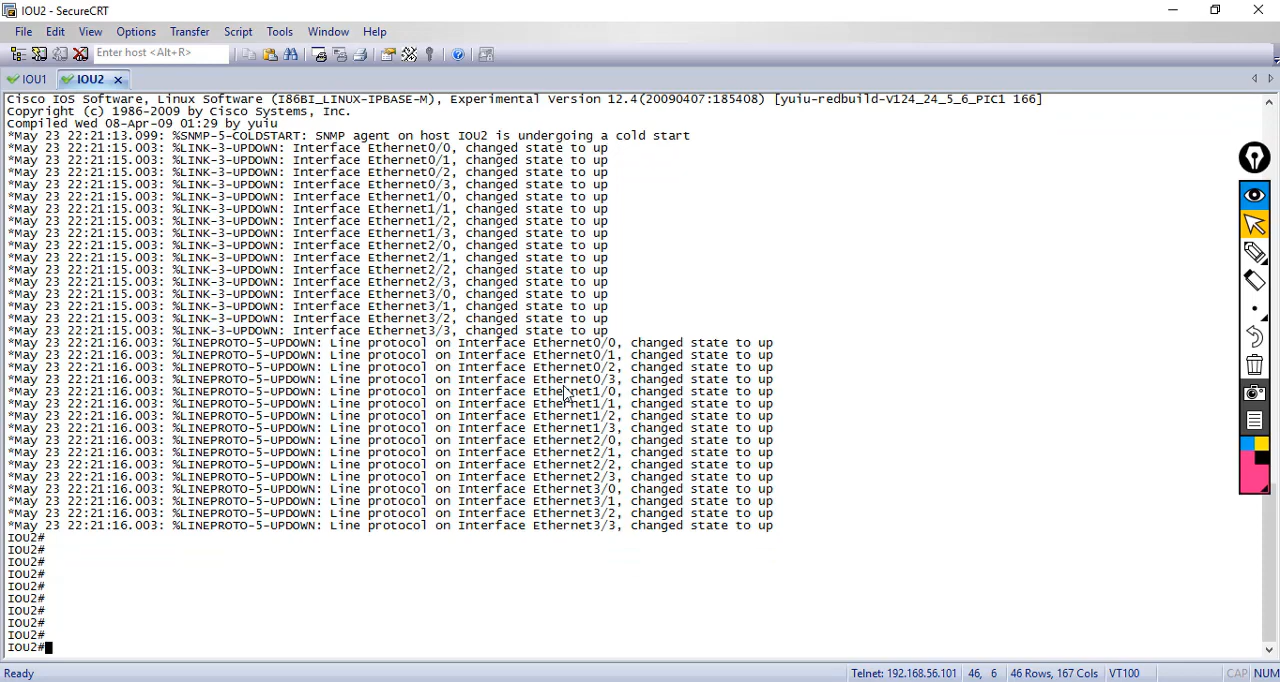 IOU2 - SecureCRT
File Edit View Options Transfer Script Tools Window Help
Enter host <Alt+R>
IOU1 IOU2
Cisco IOS Software, Linux Software (I86BI_LINUX-IPBASE-M), Experimental Version 12.4(20090407:185408) [yuiu-redbuild-V124_24_5_6_PIC1 166]
Copyright (c) 1986-2009 by Cisco Systems, Inc.
Compiled Wed 08-Apr-09 01:29 by yuiu
*May 23 22:21:13.099: %SNMP-5-COLDSTART: SNMP agent on host IOU2 is undergoing a cold start
*May 23 22:21:15.003: %LINK-3-UPDOWN: Interface Ethernet0/0, changed state to up
*May 23 22:21:15.003: %LINK-3-UPDOWN: Interface Ethernet0/1, changed state to up
*May 23 22:21:15.003: %LINK-3-UPDOWN: Interface Ethernet0/2, changed state to up
*May 23 22:21:15.003: %LINK-3-UPDOWN: Interface Ethernet0/3, changed state to up
*May 23 22:21:15.003: %LINK-3-UPDOWN: Interface Ethernet1/0, changed state to up
*May 23 22:21:15.003: %LINK-3-UPDOWN: Interface Ethernet1/1, changed state to up
*May 23 22:21:15.003: %LINK-3-UPDOWN: Interface Ethernet1/2, changed state to up
*May 23 22:21:15.003: %LINK-3-UPDOWN: Interface Ethernet1/3, changed state to up
*May 23 22:21:15.003: %LINK-3-UPDOWN: Interface Ethernet2/0, changed state to up
*May 23 22:21:15.003: %LINK-3-UPDOWN: Interface Ethernet2/1, changed state to up
*May 23 22:21:15.003: %LINK-3-UPDOWN: Interface Ethernet2/2, changed state to up
*May 23 22:21:15.003: %LINK-3-UPDOWN: Interface Ethernet2/3, changed state to up
*May 23 22:21:15.003: %LINK-3-UPDOWN: Interface Ethernet3/0, changed state to up
*May 23 22:21:15.003: %LINK-3-UPDOWN: Interface Ethernet3/1, changed state to up
*May 23 22:21:15.003: %LINK-3-UPDOWN: Interface Ethernet3/2, changed state to up
*May 23 22:21:15.003: %LINK-3-UPDOWN: Interface Ethernet3/3, changed state to up
*May 23 22:21:16.003: %LINEPROTO-5-UPDOWN: Line protocol on Interface Ethernet0/0, changed state to up
*May 23 22:21:16.003: %LINEPROTO-5-UPDOWN: Line protocol on Interface Ethernet0/1, changed state to up
*May 23 22:21:16.003: %LINEPROTO-5-UPDOWN: Line protocol on Interface Ethernet0/2, changed state to up
*May 23 22:21:16.003: %LINEPROTO-5-UPDOWN: Line protocol on Interface Ethernet0/3, changed state to up
*May 23 22:21:16.003: %LINEPROTO-5-UPDOWN: Line protocol on Interface Ethernet1/0, changed state to up
*May 23 22:21:16.003: %LINEPROTO-5-UPDOWN: Line protocol on Interface Ethernet1/1, changed state to up
*May 23 22:21:16.003: %LINEPROTO-5-UPDOWN: Line protocol on Interface Ethernet1/2, changed state to up
*May 23 22:21:16.003: %LINEPROTO-5-UPDOWN: Line protocol on Interface Ethernet1/3, changed state to up
*May 23 22:21:16.003: %LINEPROTO-5-UPDOWN: Line protocol on Interface Ethernet2/0, changed state to up
*May 23 22:21:16.003: %LINEPROTO-5-UPDOWN: Line protocol on Interface Ethernet2/1, changed state to up
*May 23 22:21:16.003: %LINEPROTO-5-UPDOWN: Line protocol on Interface Ethernet2/2, changed state to up
*May 23 22:21:16.003: %LINEPROTO-5-UPDOWN: Line protocol on Interface Ethernet2/3, changed state to up
*May 23 22:21:16.003: %LINEPROTO-5-UPDOWN: Line protocol on Interface Ethernet3/0, changed state to up
*May 23 22:21:16.003: %LINEPROTO-5-UPDOWN: Line protocol on Interface Ethernet3/1, changed state to up
*May 23 22:21:16.003: %LINEPROTO-5-UPDOWN: Line protocol on Interface Ethernet3/2, changed state to up
*May 23 22:21:16.003: %LINEPROTO-5-UPDOWN: Line protocol on Interface Ethernet3/3, changed state to up
IOU2#
IOU2#
IOU2#
IOU2#
IOU2#
IOU2#
IOU2#
IOU2#
IOU2#
IOU2#
Ready Telnet: 192.168.56.101 46, 6 46 Rows, 167 Cols VT100 CAP NUM